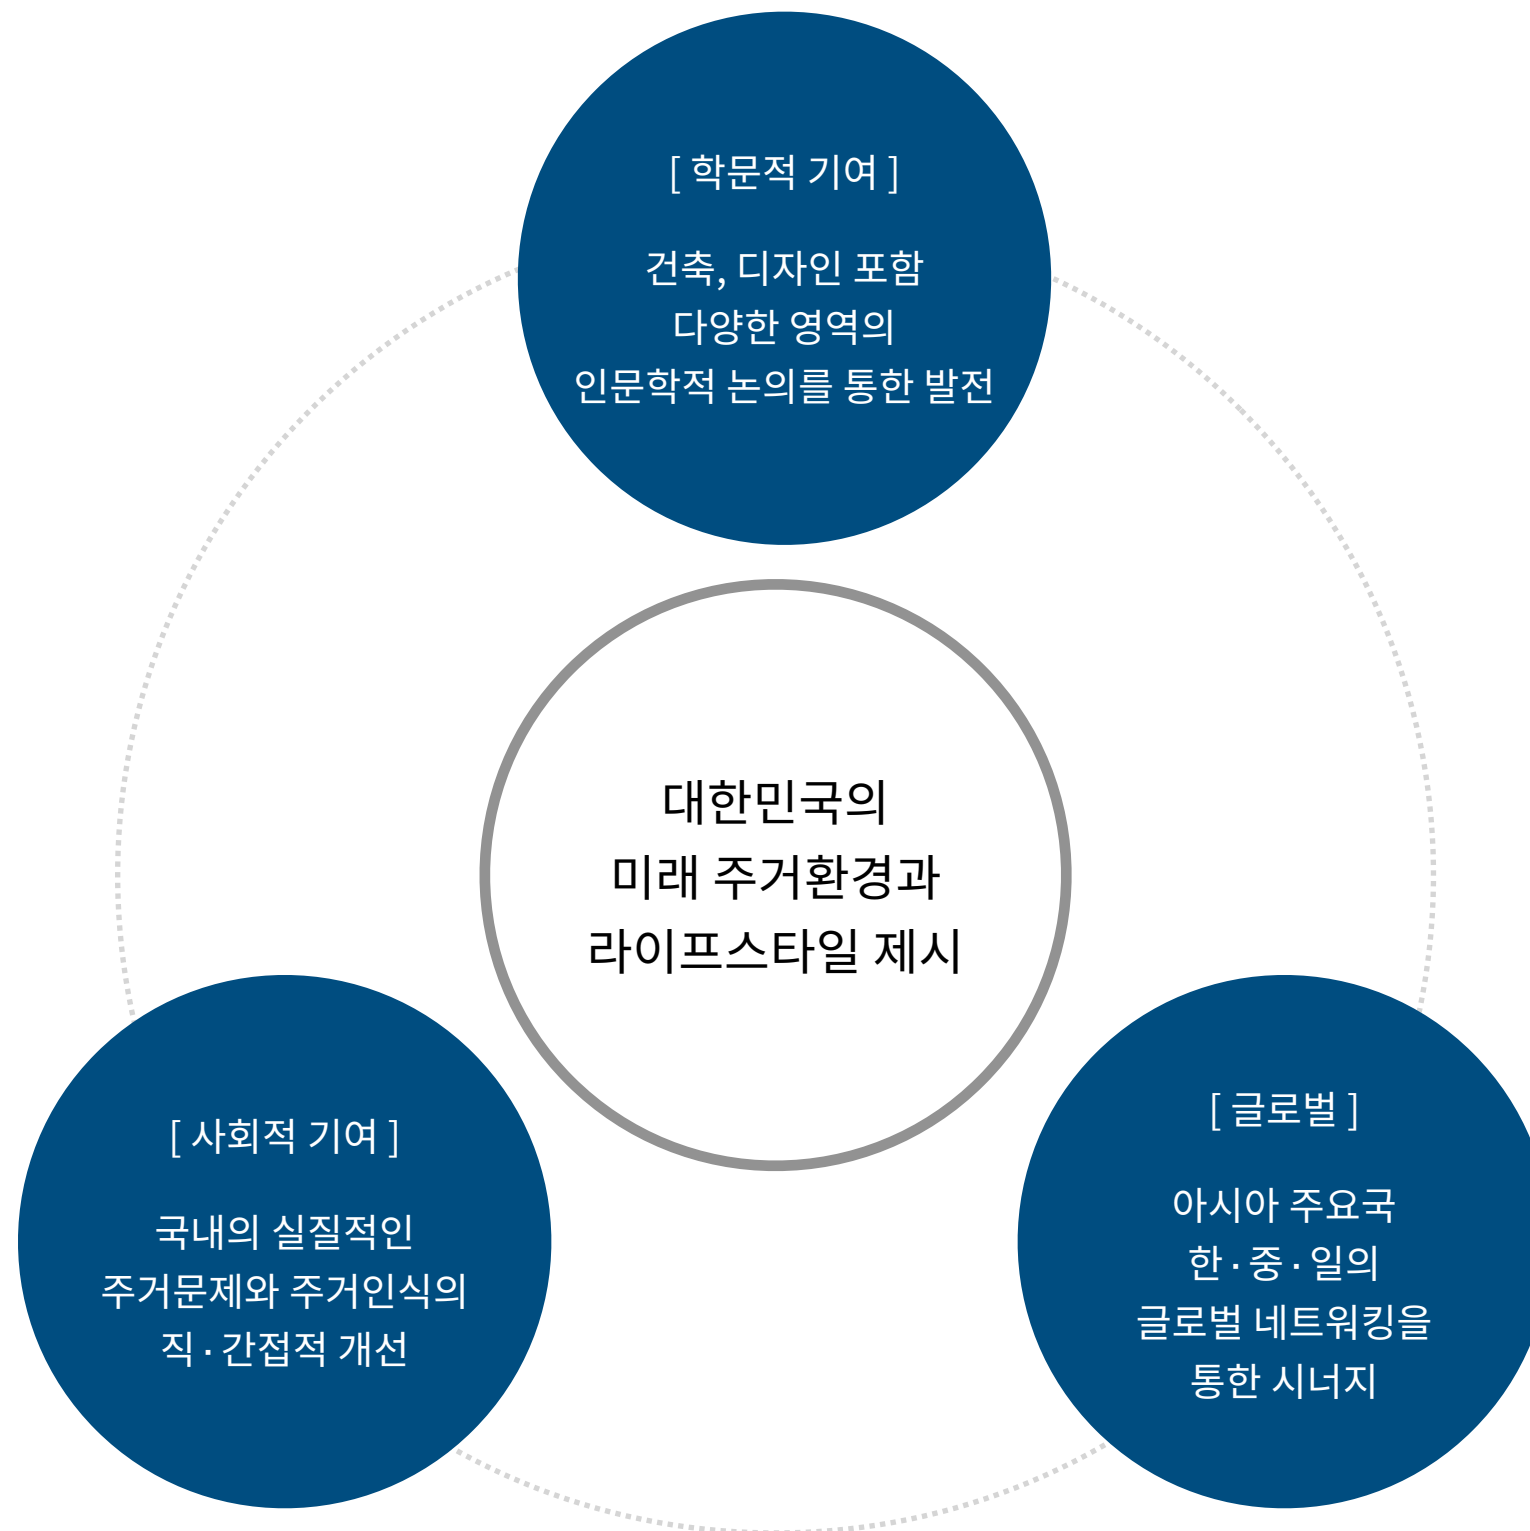 [ 학문적 기여 ]
건축, 디자인 포함
다양한 영역의
인문학적 논의를 통한 발전
대한민국의
미래 주거환경과
라이프스타일 제시
[ 사회적 기여 ]
국내의 실질적인
주거문제와 주거인식의
직 · 간접적 개선
[ 글로벌 ]
아시아 주요국
한 · 중 · 일의
글로벌 네트워킹을
통한 시너지